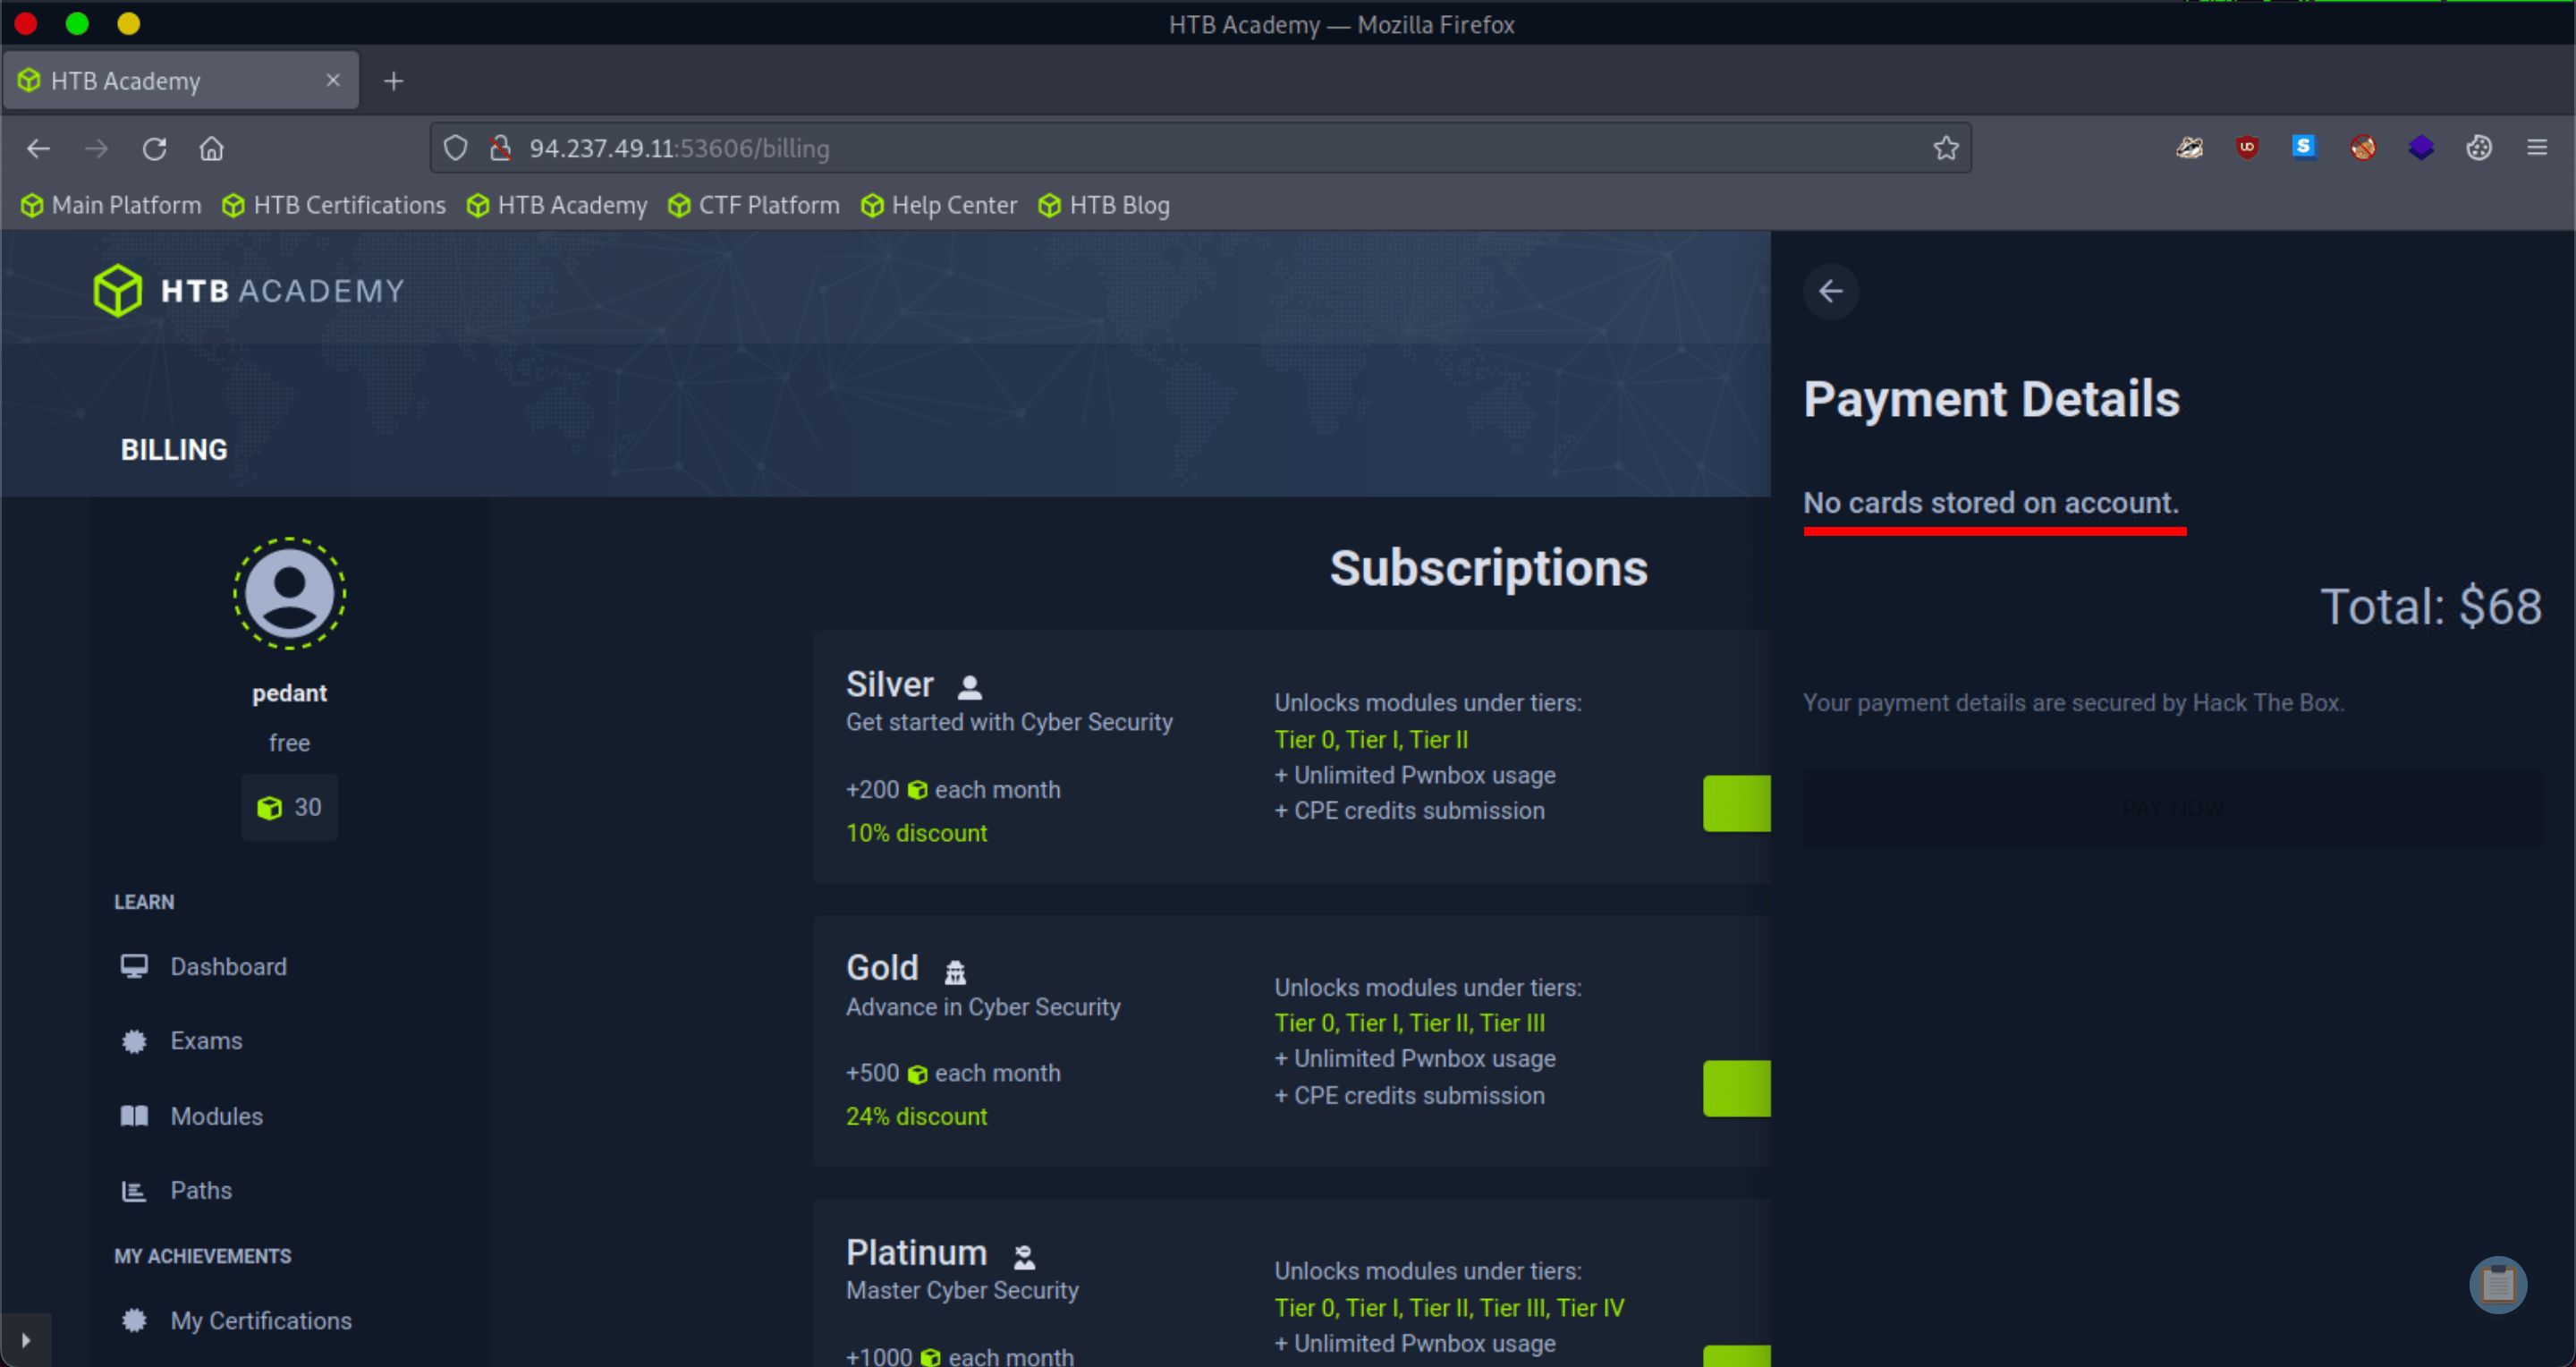 HTB Academy — Mozilla Firefox
HTB Academy
94.237.49.11:53606/billing
Main Platform
HTB Certifications
HTB Academy
CTF Platform
Help Center
HTB Blog
HTB ACADEMY
BILLING
pedant
free
30
LEARN
Dashboard
Exams
Modules
Paths
MY ACHIEVEMENTS
My Certifications
Subscriptions
Silver
Get started with Cyber Security
+200 each month
10% discount
Unlocks modules under tiers:
Tier 0, Tier I, Tier II
+ Unlimited Pwnbox usage
+ CPE credits submission
Gold
Advance in Cyber Security
+500 each month
24% discount
Unlocks modules under tiers:
Tier 0, Tier I, Tier II, Tier III
+ Unlimited Pwnbox usage
+ CPE credits submission
Platinum
Master Cyber Security
+1000 each month
Unlocks modules under tiers:
Tier 0, Tier I, Tier II, Tier III, Tier IV
+ Unlimited Pwnbox usage
Payment Details
No cards stored on account.
Total: $68
Your payment details are secured by Hack The Box.
PAY NOW